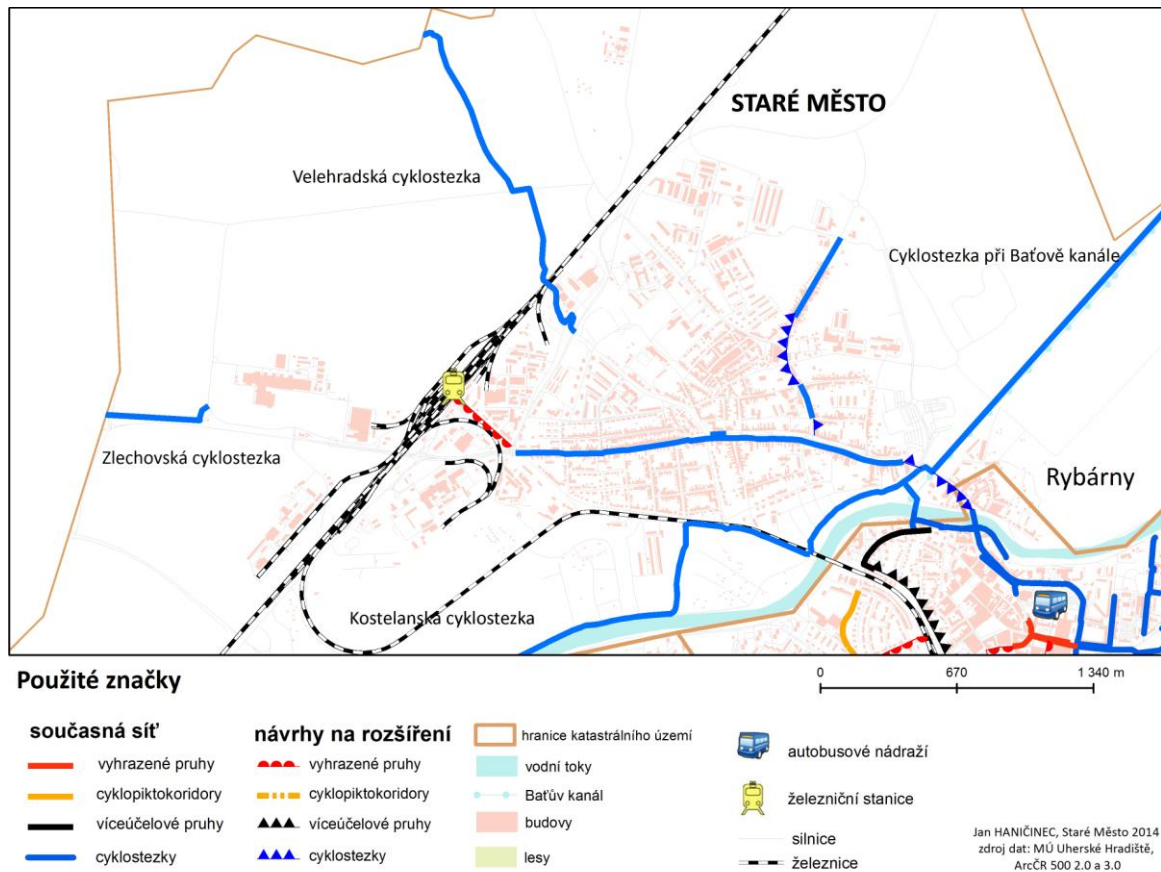 STARÉ MĚSTO
Velehradská cyklostezka
Cyklostezka při Baťově kanále
Zlechovská cyklostezka
Rybárny
Kostelanská cyklostezka
Použité značky
0 670 1 340 m
současná síť
vyhrazené pruhy
cyklopiktokoridory
víceúčelové pruhy
cyklostezky
návrhy na rozšíření
vyhrazené pruhy
cyklopiktokoridory
víceúčelové pruhy
cyklostezky
hranice katastrálního území
vodní toky
Baťův kanál
budovy
lesy
autobusové nádraží
železniční stanice
silnice
železnice
Jan HANIČINEC, Staré Město 2014
zdroj dat: MÚ Uherské Hradiště,
ArcČR 500 2.0 a 3.0